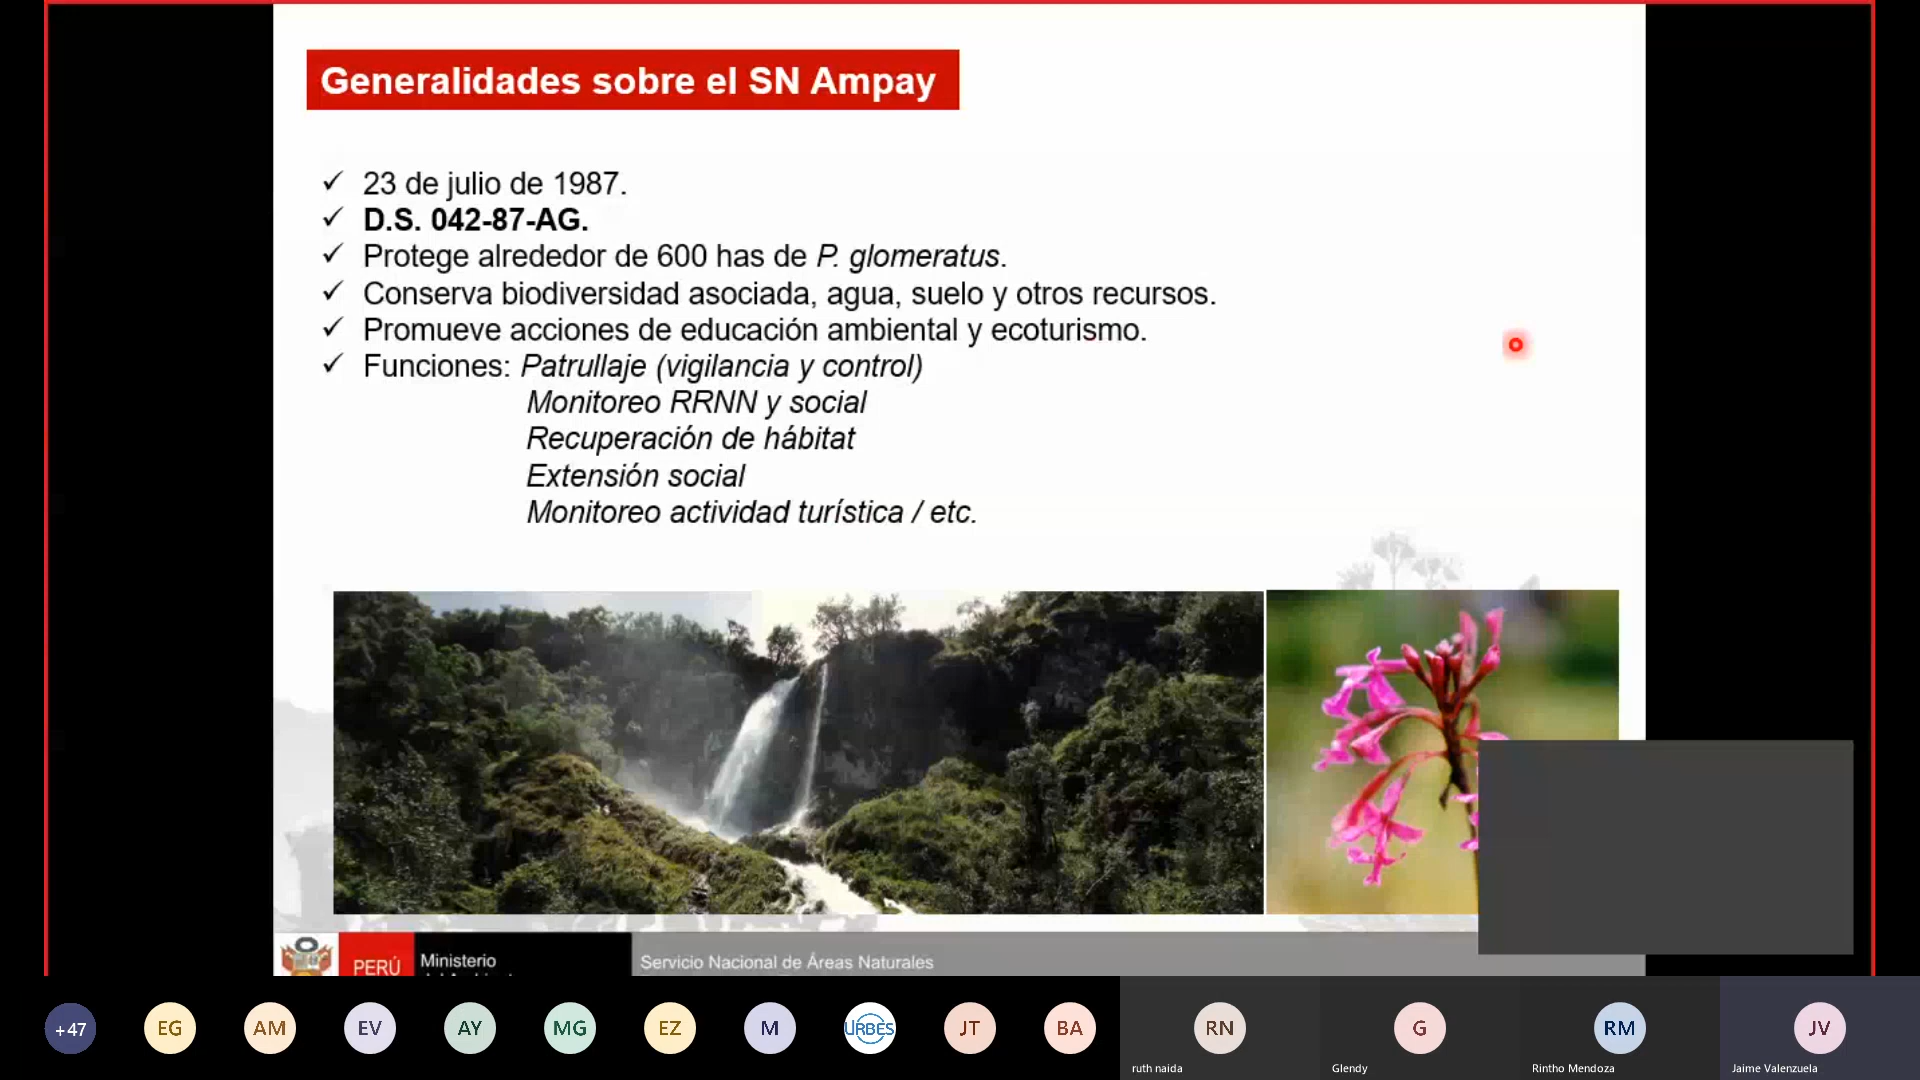 Generalidades sobre el SN Ampay
✓ 23 de julio de 1987.
✓ D.S. 042-87-AG.
✓ Protege alrededor de 600 has de P. glomeratus.
✓ Conserva biodiversidad asociada, agua, suelo y otros recursos.
✓ Promueve acciones de educación ambiental y ecoturismo.
✓ Funciones: Patrullaje (vigilancia y control)
Monitoreo RRNN y social
Recuperación de hábitat
Extensión social
Monitoreo actividad turística / etc.
PERÚ
Ministerio
Servicio Nacional de Áreas Naturales
+47
EG
AM
EV
AY
MG
EZ
M
URBES
JT
BA
RN
G
RM
JV
ruth naida
Glendy
Rintho Mendoza
Jaime Valenzuela